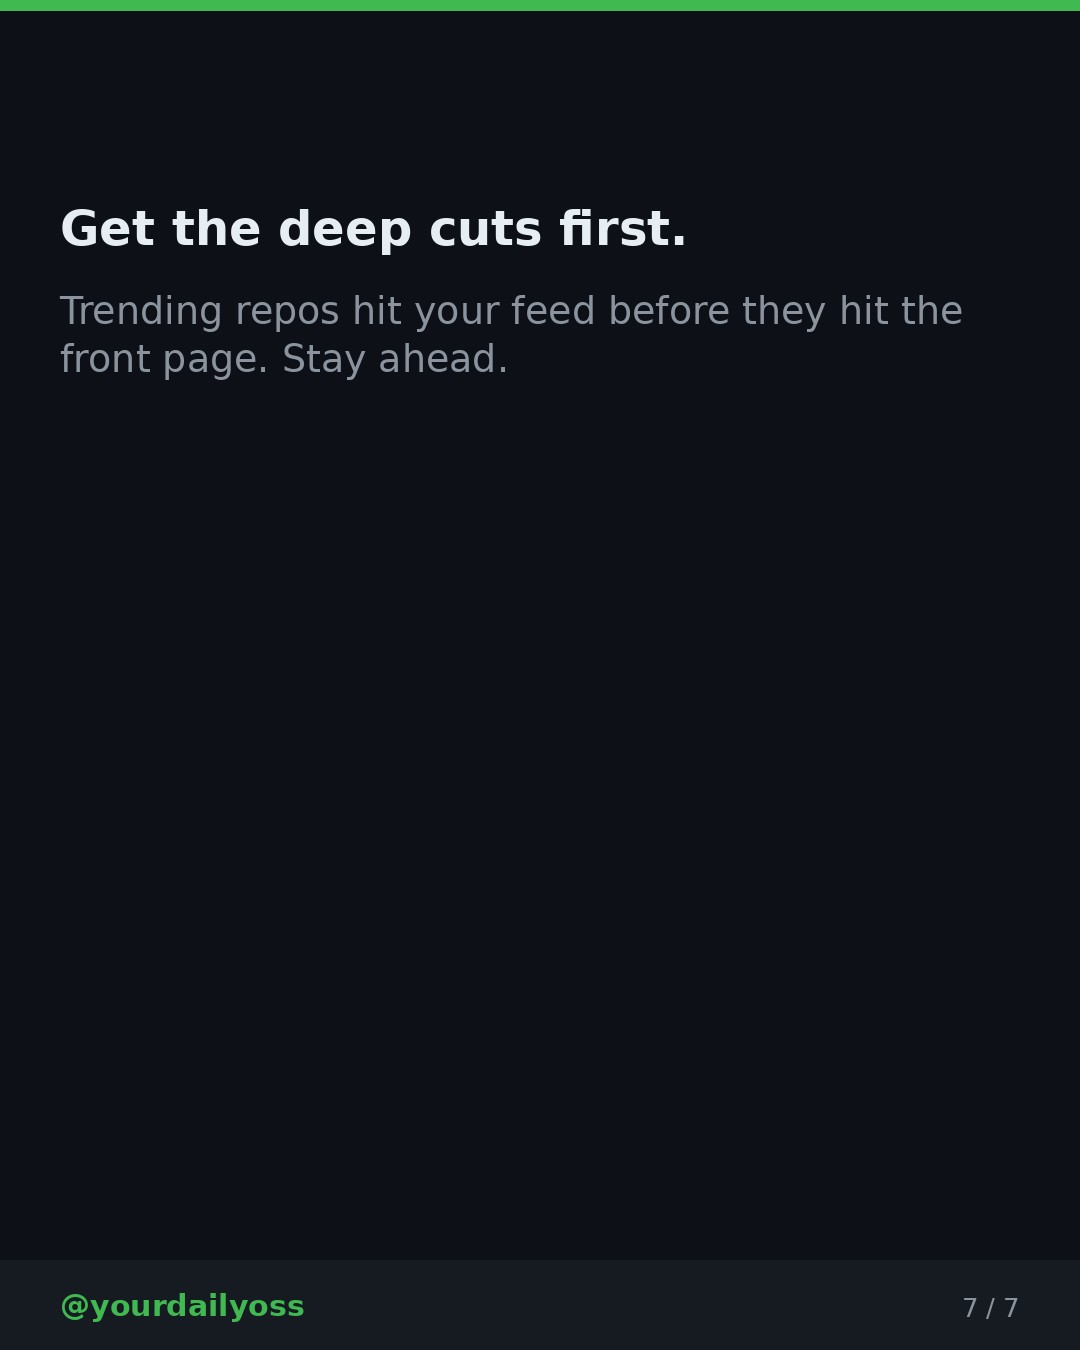 Get the deep cuts first.
Trending repos hit your feed before they hit the
front page. Stay ahead.
@yourdailyoss
7 / 7